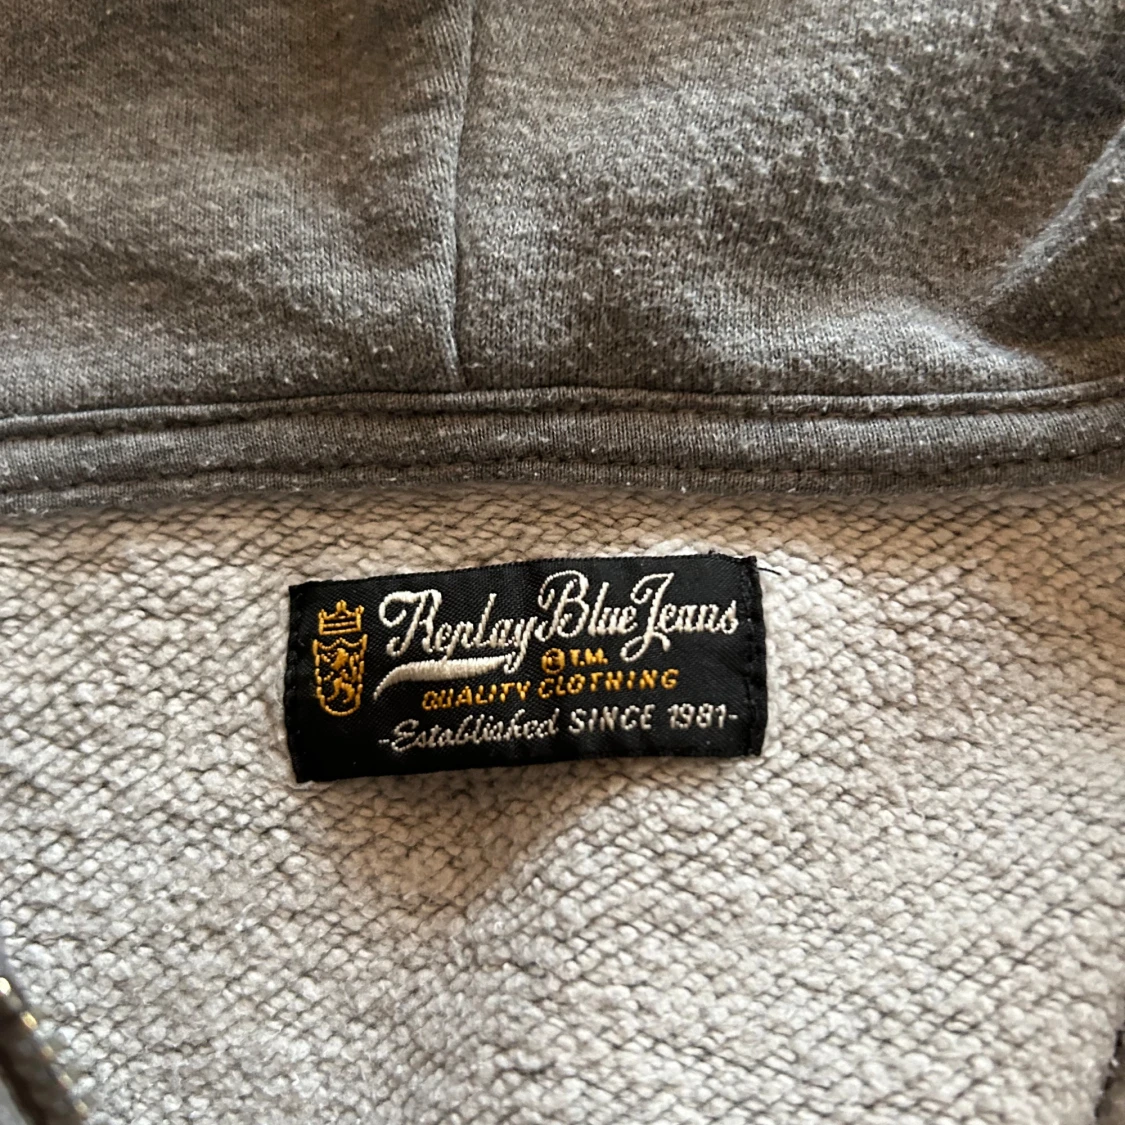 Replay Blue Jeans
® T.M.
QUALITY CLOTHING
-Established SINCE 1981-